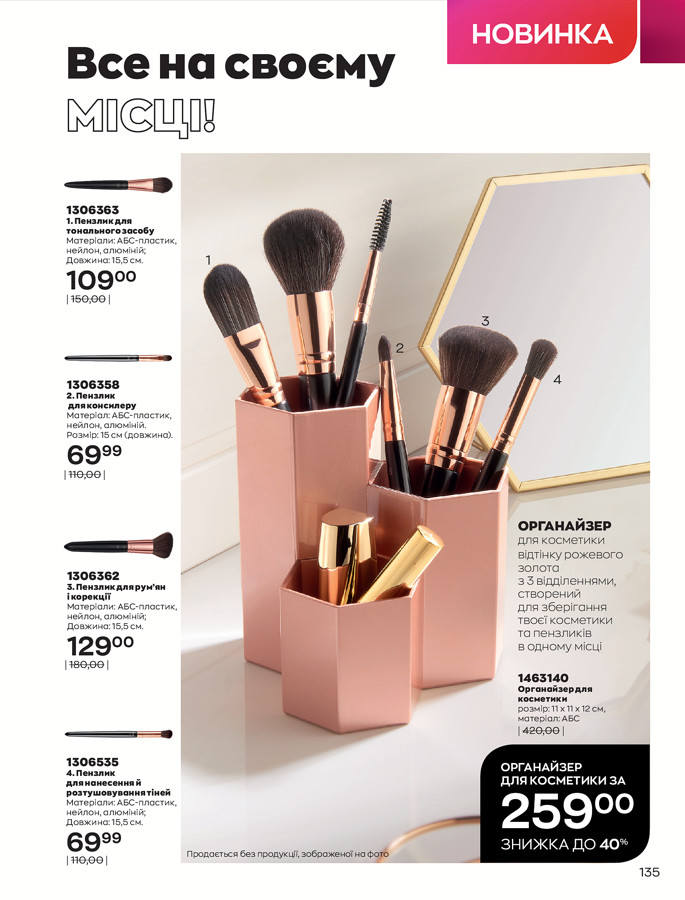 НОВИНКА
Все на своєму
МІСЦІ!
1306363
1. Пензлик для
тонального засобу
Матеріали: АБС-пластик,
нейлон, алюміній;
Довжина: 15,5 см.
109⁰⁰
| 150,00 |
1306358
2. Пензлик
для консилеру
Матеріал: АБС-пластик,
нейлон, алюміній.
Розмір: 15 см (довжина).
69⁹⁹
| 110,00 |
1306362
3. Пензлик для рум'ян
і корекції
Матеріали: АБС-пластик,
нейлон, алюміній;
Довжина: 15,5 см.
129⁰⁰
| 180,00 |
1306535
4. Пензлик
для нанесення й
розтушовування тіней
Матеріали: АБС-пластик,
нейлон, алюміній;
Довжина: 15,5 см.
69⁹⁹
| 110,00 |
1
2
3
4
ОРГАНАЙЗЕР
для косметики
відтінку рожевого
золота
з 3 відділеннями,
створений
для зберігання
твоєї косметики
та пензликів
в одному місці
1463140
Органайзер для
косметики
розмір: 11 х 11 х 12 см,
матеріал: АБС
| 420,00 |
ОРГАНАЙЗЕР
ДЛЯ КОСМЕТИКИ ЗА
259⁰⁰
ЗНИЖКА ДО 40%
Продається без продукції, зображеної на фото
135